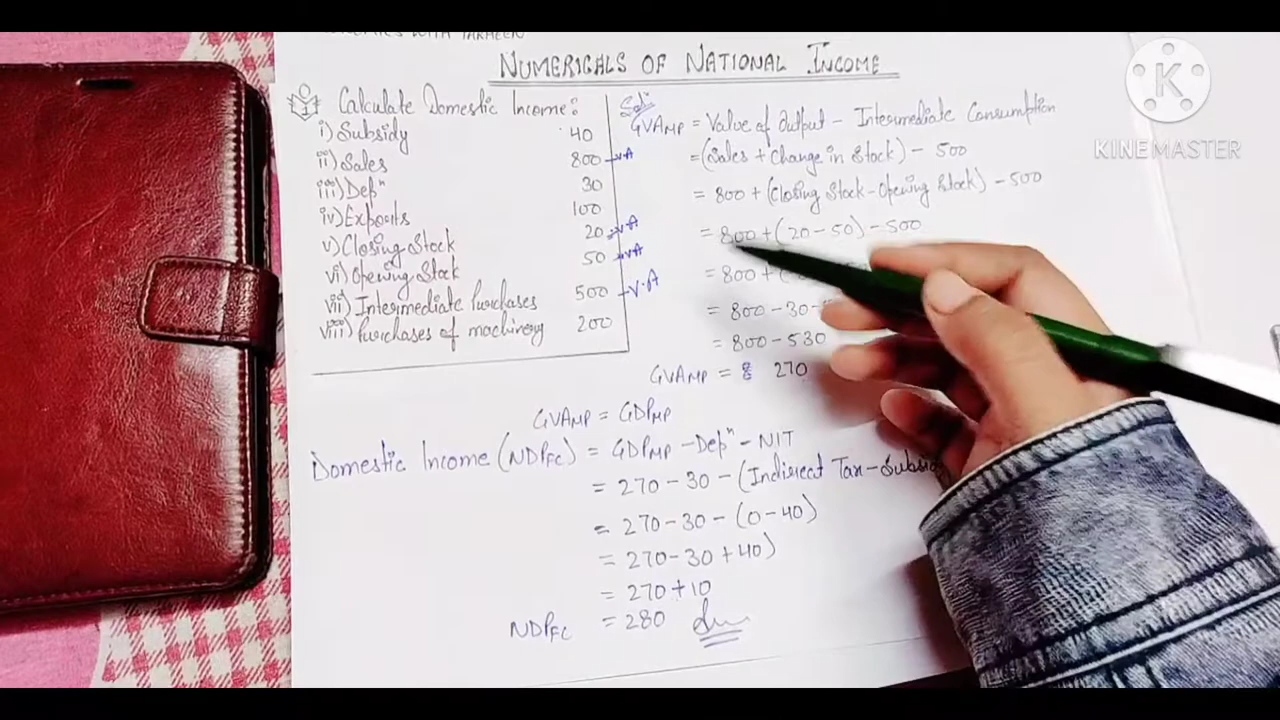 WITH
NUMERICALS OF NATIONAL INCOME
Calculate Domestic Income:
i) Subsidy 40
ii) Sales 800 V.A
iii) Depⁿ 30
iv) Exports 100
v) Closing Stock 20 V.A
vi) Opening Stock 50 V.A
vii) Intermediate Purchases 500 V.A
viii) Purchases of machinery 200
Solⁿ
GVAMP = Value of Output - Intermediate Consumption
= (Sales + Change in Stock) - 500
= 800 + (Closing Stock - Opening Stock) - 500
= 800 + (20 - 50) - 500
= 800 + (
= 800 - 30 -
= 800 - 530
GVAMP = 270
GVAMP = GDPMP
Domestic Income (NDPFC) = GDPMP - Depⁿ - NIT
= 270 - 30 - (Indirect Tax - Subsidy
= 270 - 30 - (0 - 40)
= 270 - 30 + 40)
= 270 + 10
NDPFC = 280
K
KINEMASTER